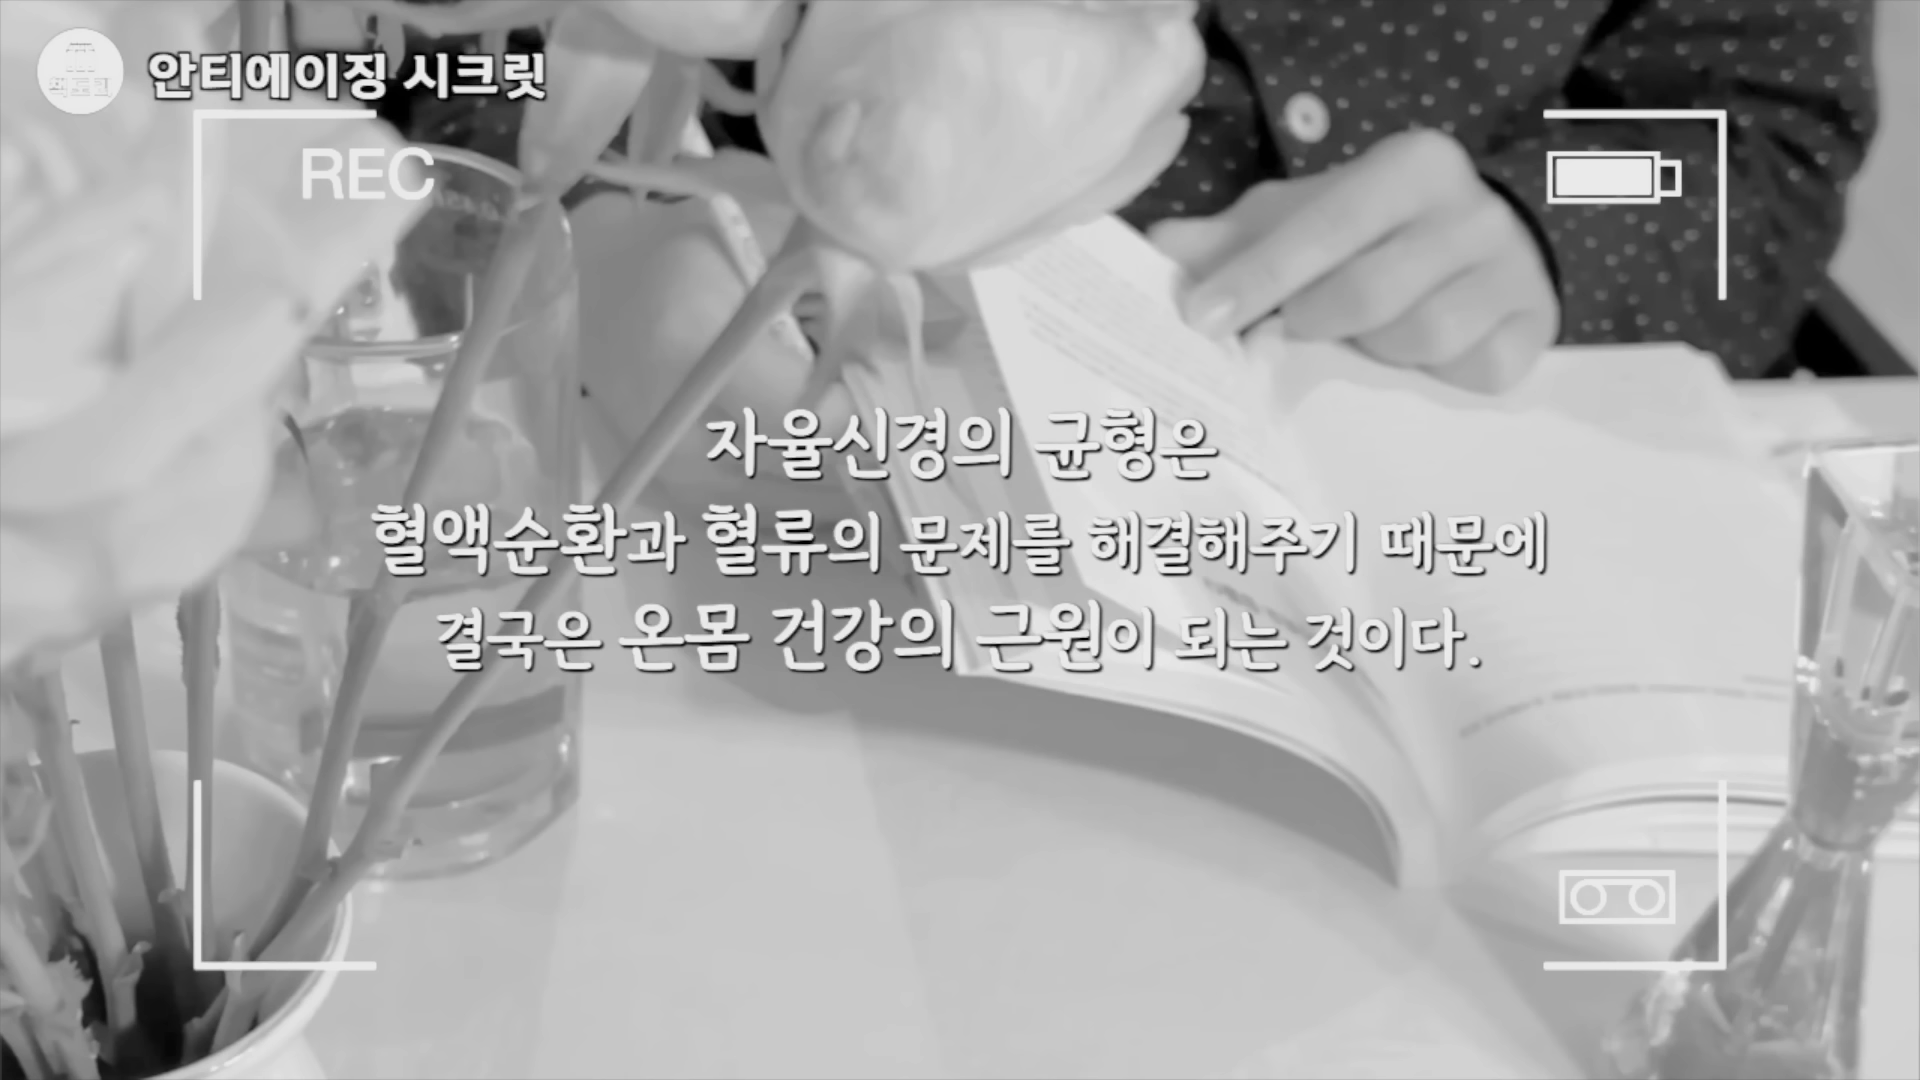 안티에이징 시크릿
REC
자율신경의 균형은
혈액순환과 혈류의 문제를 해결해주기 때문에
결국은 온몸 건강의 근원이 되는 것이다.